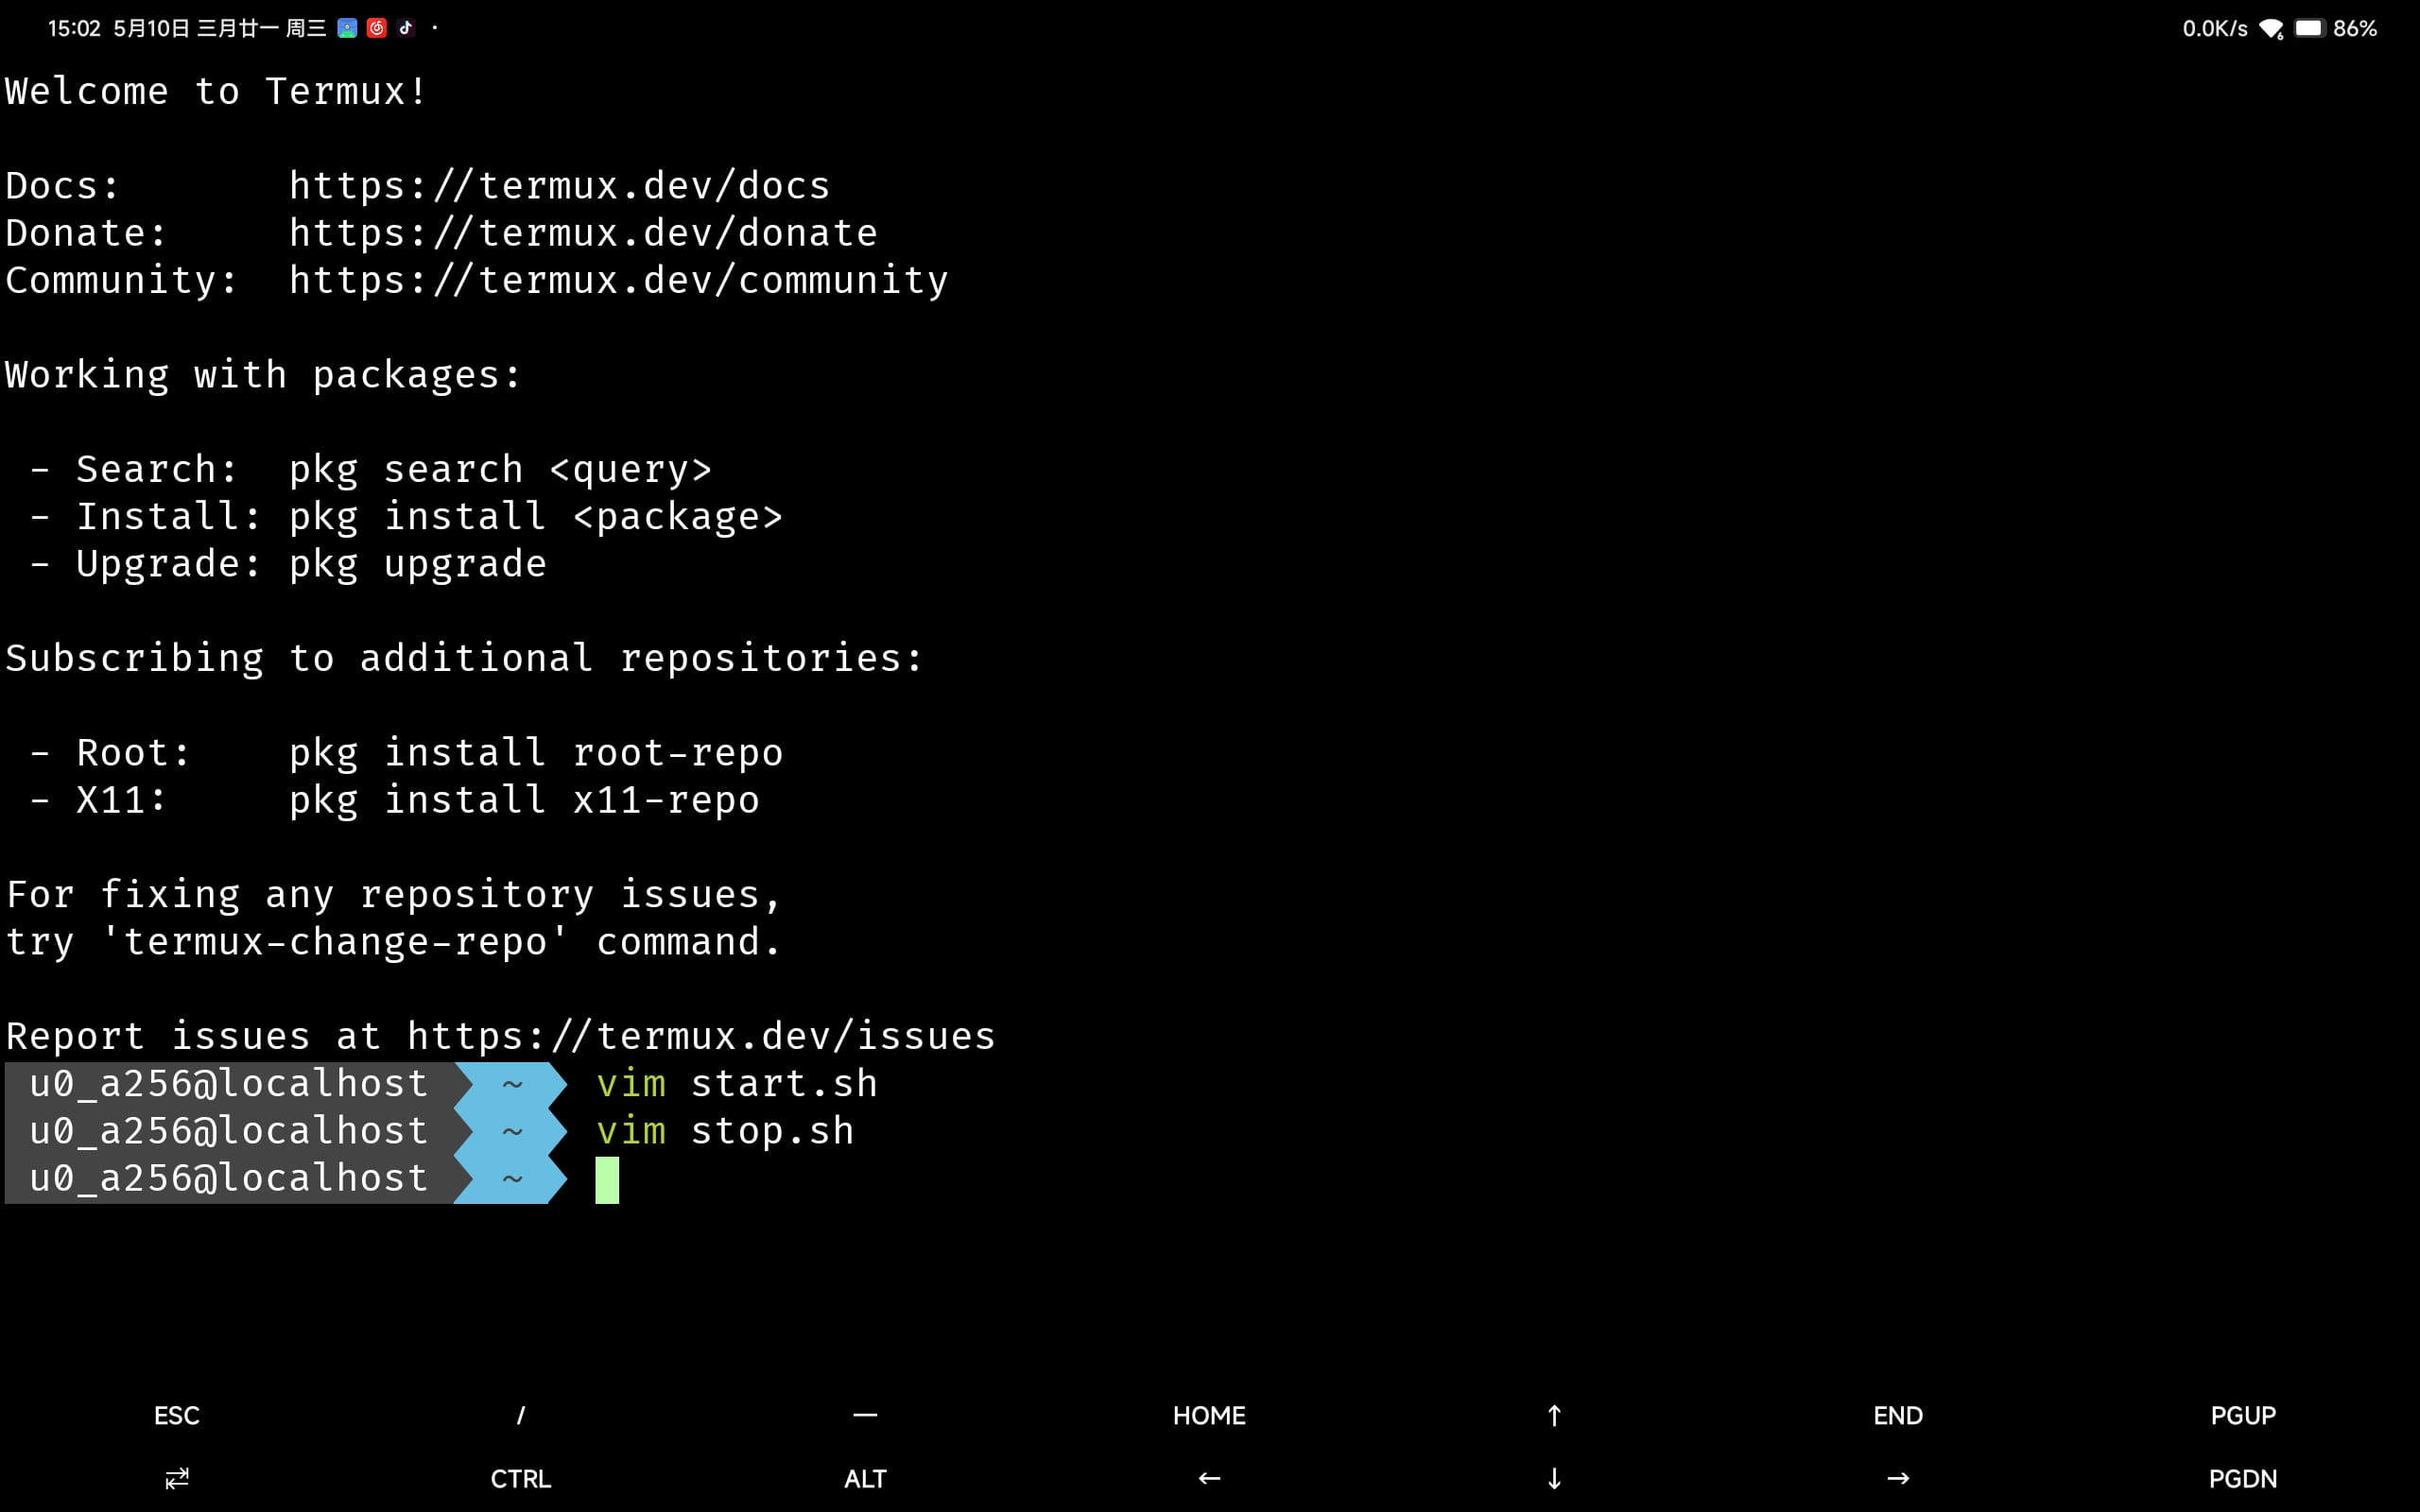 15:02 5月10日 三月廿一 周三 0.0K/s 86%
Welcome to Termux!
Docs: https://termux.dev/docs
Donate: https://termux.dev/donate
Community: https://termux.dev/community
Working with packages:
- Search: pkg search <query>
- Install: pkg install <package>
- Upgrade: pkg upgrade
Subscribing to additional repositories:
- Root: pkg install root-repo
- X11: pkg install x11-repo
For fixing any repository issues,
try 'termux-change-repo' command.
Report issues at https://termux.dev/issues
u0_a256@localhost ~ vim start.sh
u0_a256@localhost ~ vim stop.sh
u0_a256@localhost ~
ESC / — HOME ↑ END PGUP
⇄ CTRL ALT ← ↓ → PGDN